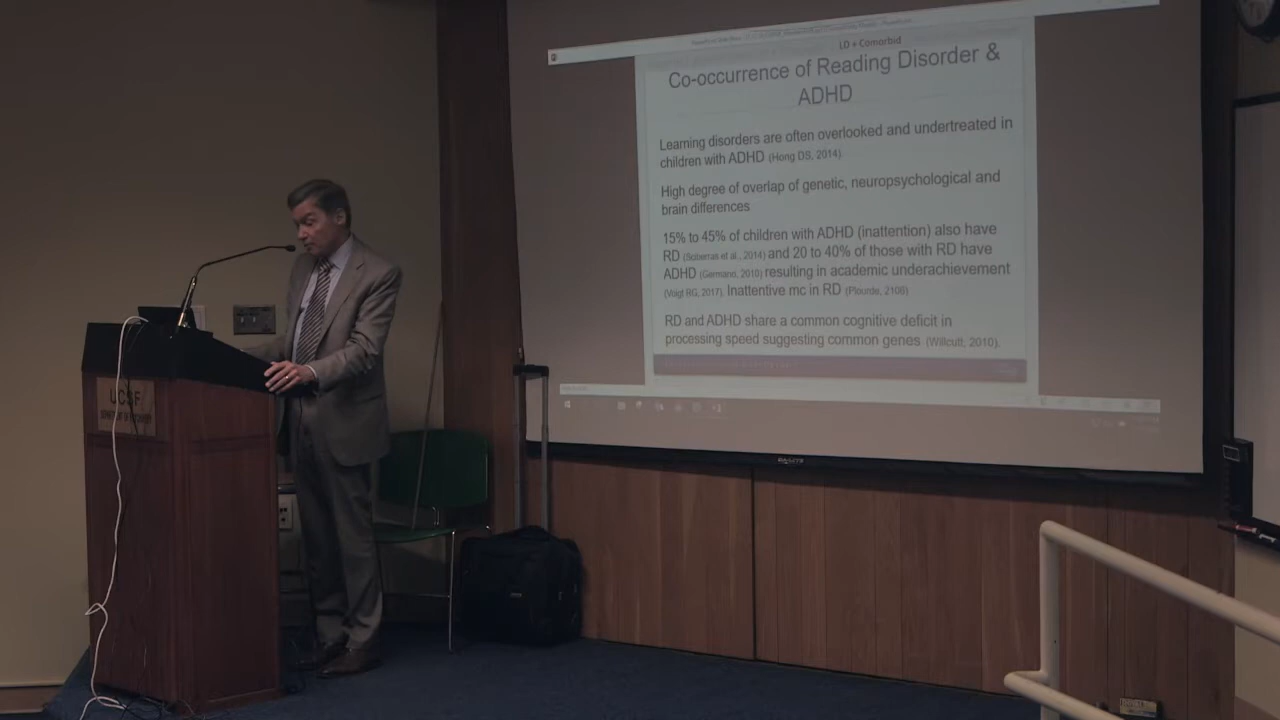 LD + Comorbid
Co-occurrence of Reading Disorder &
ADHD
Learning disorders are often overlooked and undertreated in
children with ADHD (Hong DS, 2014).
High degree of overlap of genetic, neuropsychological and
brain differences
15% to 45% of children with ADHD (inattention) also have
RD et al., 2014) and 20 to 40% of those with RD have
ADHD (Germano, 2010) resulting in academic underachievement
(Voigt RG, 2017). Inattentive mc in RD (Plourde, 2106)
RD and ADHD share a common cognitive deficit in
processing speed suggesting common genes (Willcutt, 2010).
UCSF
DA-LITE